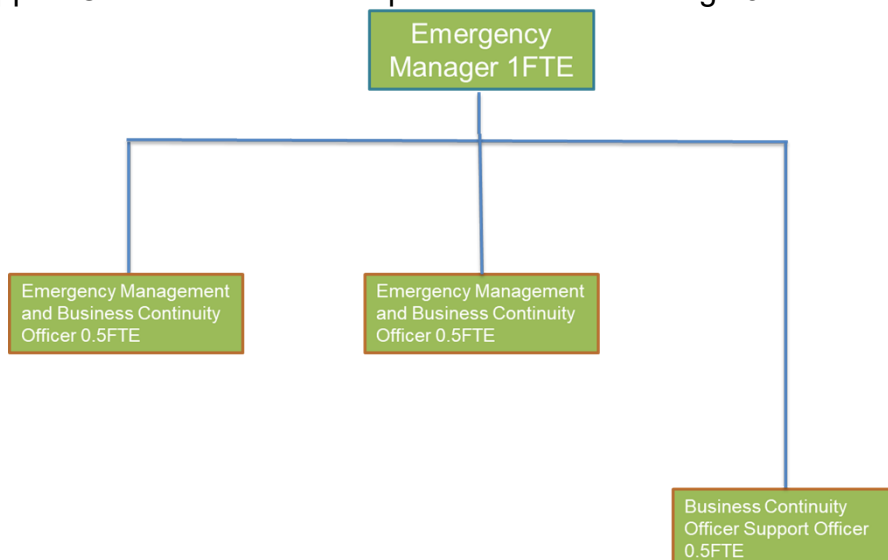 Emergency
Manager 1FTE
Emergency Management
and Business Continuity
Officer 0.5FTE
Emergency Management
and Business Continuity
Officer 0.5FTE
Business Continuity
Officer Support Officer
0.5FTE